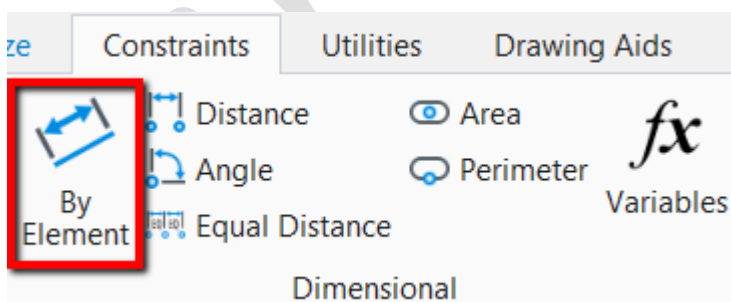 ze Constraints Utilities Drawing Aids
By
Element
Distance
Angle
Equal Distance
Area
Perimeter
fx
Variables
Dimensional